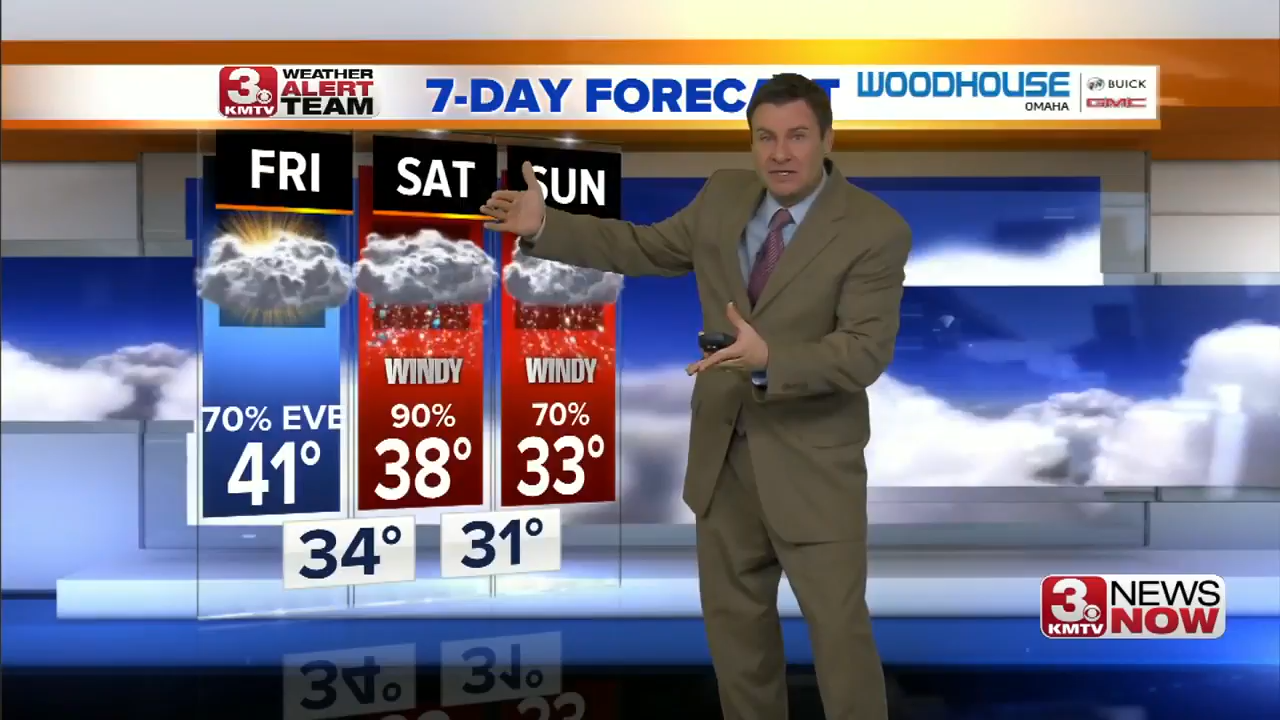 3 KMTV
WEATHER
ALERT
TEAM
7-DAY FORECAST
WOODHOUSE
OMAHA
BUICK
GMC
FRI
SAT
SUN
WINDY
WINDY
70% EVE
90%
70%
41°
38°
33°
34°
31°
3 KMTV
NEWS
NOW